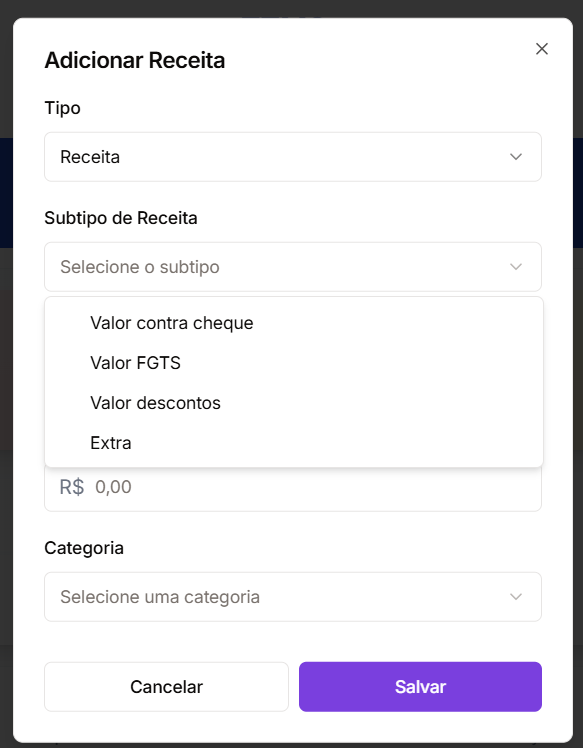 Adicionar Receita
Tipo
Receita
Subtipo de Receita
Selecione o subtipo
Valor contra cheque
Valor FGTS
Valor descontos
Extra
R$ 0,00
Categoria
Selecione uma categoria
Cancelar
Salvar